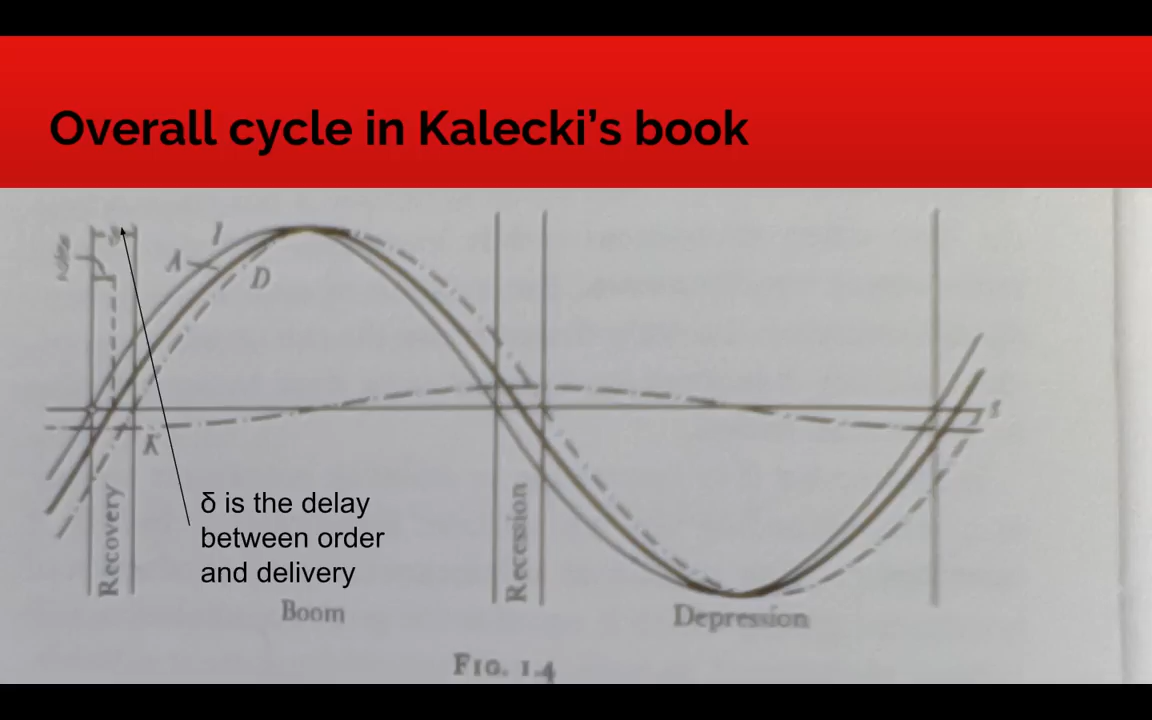 Overall cycle in Kalecki’s book
I
A
D
K
δ is the delay
between order
and delivery
Recovery
Recession
Boom
Depression
FIG. 1.4